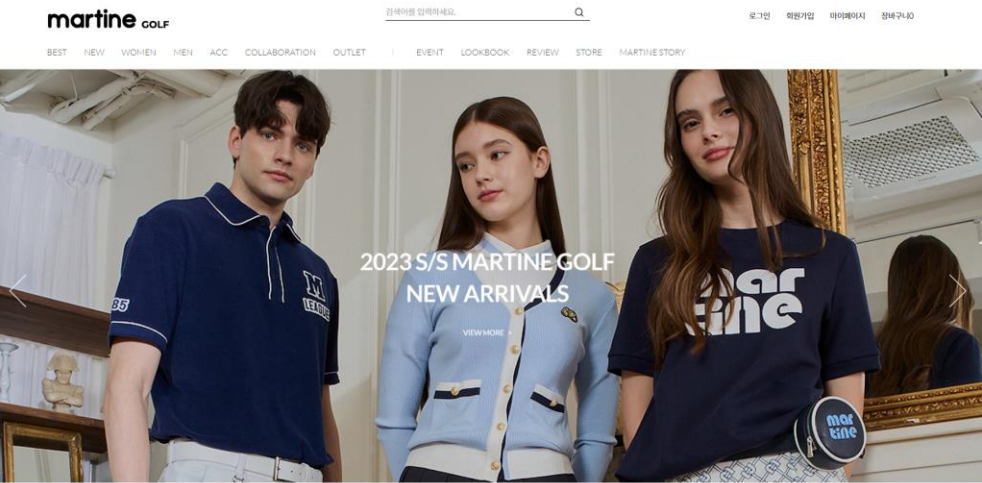 martine GOLF
검색어를 입력하세요.
로그인 회원가입 마이페이지 장바구니0
BEST NEW WOMEN MEN ACC COLLABORATION OUTLET | EVENT LOOKBOOK REVIEW STORE MARTINE STORY
2023 S/S MARTINE GOLF
NEW ARRIVALS
VIEW MORE >
85
M
LEAGUE
mar
tine
mar
tine